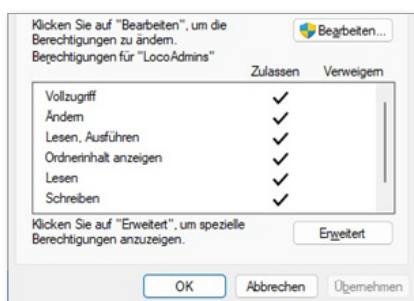 Klicken Sie auf "Bearbeiten", um die
Berechtigungen zu ändern.
Bearbeiten...
Berechtigungen für "LocoAdmins"
Zulassen Verweigern
Vollzugriff
Ändern
Lesen, Ausführen
Ordnerinhalt anzeigen
Lesen
Schreiben
Klicken Sie auf "Erweitert", um spezielle
Berechtigungen anzuzeigen.
Erweitert
OK Abbrechen Übernehmen